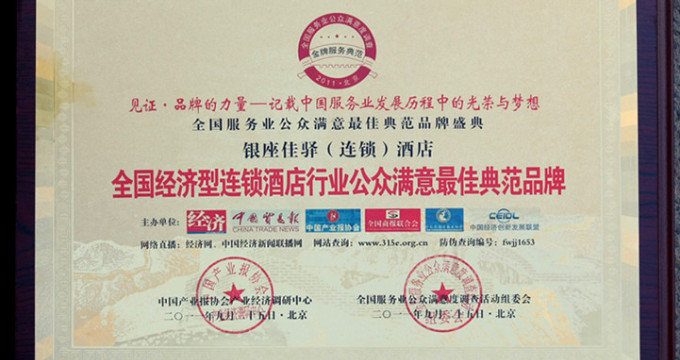 全国服务业公众满意度调查
金牌服务典范
2011·北京
见证·品牌的力量—记载中国服务业发展历程中的光荣与梦想
全国服务业公众满意最佳典范品牌盛典
银座佳驿（连锁）酒店
全国经济型连锁酒店行业公众满意最佳典范品牌
主办单位: 经济 中国贸易报 CHINA TRADE NEWS 中国产业报协会 全国商报联合会 CEIDL 中国经济创新发展联盟
网络直播：经济网、中国经济新闻联播网 网站查询：www.315e.org.cn 防伪查询编号：fwjj1653
中国产业报协会产业经济调研中心 全国服务业公众满意度调查活动组委会
二〇一一年九月二十五日·北京 二〇一一年九月二十五日·北京